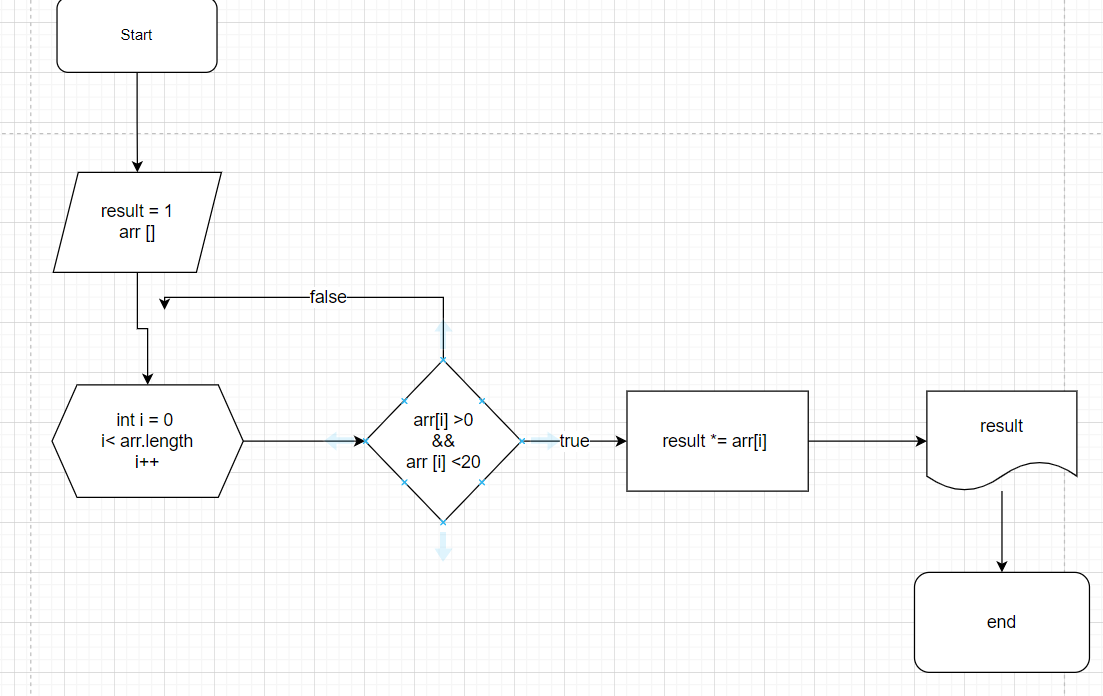 Start
result = 1
arr []
false
int i = 0
i< arr.length
i++
arr[i] >0
&&
arr [i] <20
true
result *= arr[i]
result
end